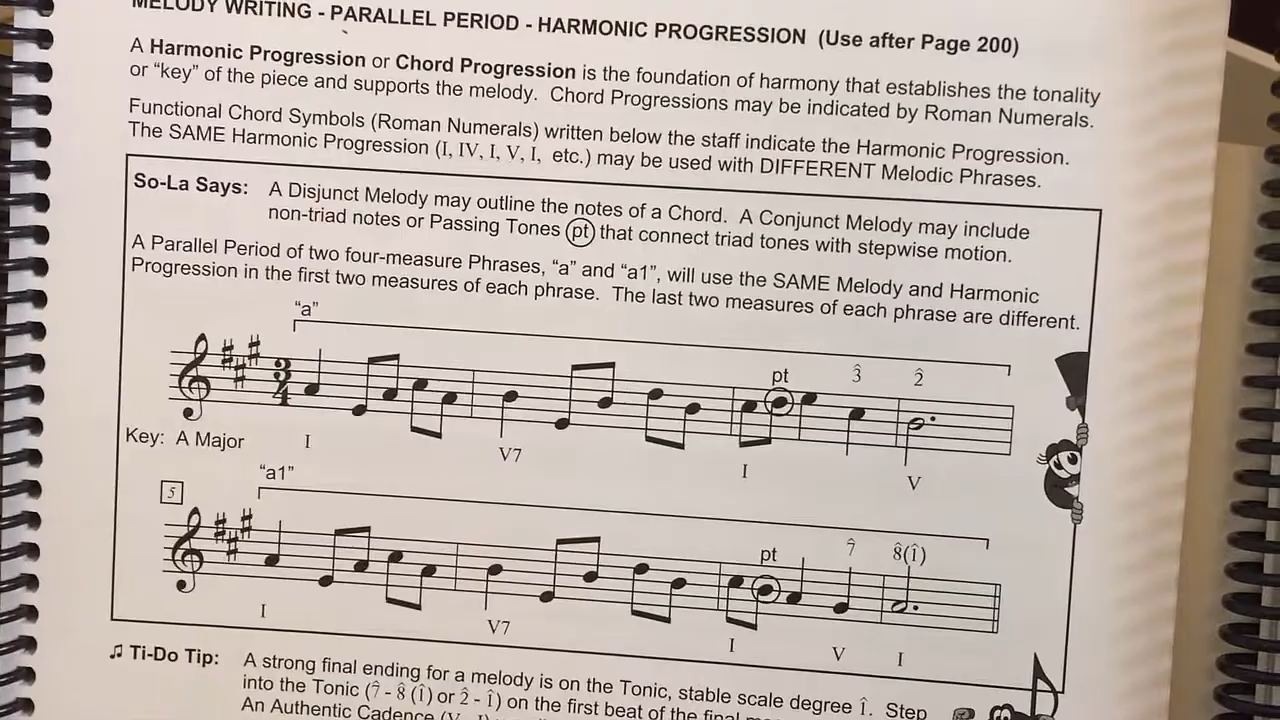 MELODY WRITING - PARALLEL PERIOD - HARMONIC PROGRESSION (Use after Page 200)
A Harmonic Progression or Chord Progression is the foundation of harmony that establishes the tonality
or “key” of the piece and supports the melody. Chord Progressions may be indicated by Roman Numerals.
Functional Chord Symbols (Roman Numerals) written below the staff indicate the Harmonic Progression.
The SAME Harmonic Progression (I, IV, I, V, I, etc.) may be used with DIFFERENT Melodic Phrases.
So-La Says: A Disjunct Melody may outline the notes of a Chord. A Conjunct Melody may include
non-triad notes or Passing Tones (pt) that connect triad tones with stepwise motion.
A Parallel Period of two four-measure Phrases, “a” and “a1”, will use the SAME Melody and Harmonic
Progression in the first two measures of each phrase. The last two measures of each phrase are different.
“a”
pt 3̂ 2̂
3
4
Key: A Major I V7 I V
“a1”
5
pt 7̂ 8̂(1̂)
I V7 I V I
♫ Ti-Do Tip: A strong final ending for a melody is on the Tonic, stable scale degree 1̂. Step
into the Tonic (7̂ - 8̂ (1̂) or 2̂ - 1̂) on the first beat of the final
An Authentic Cadence (V - I)